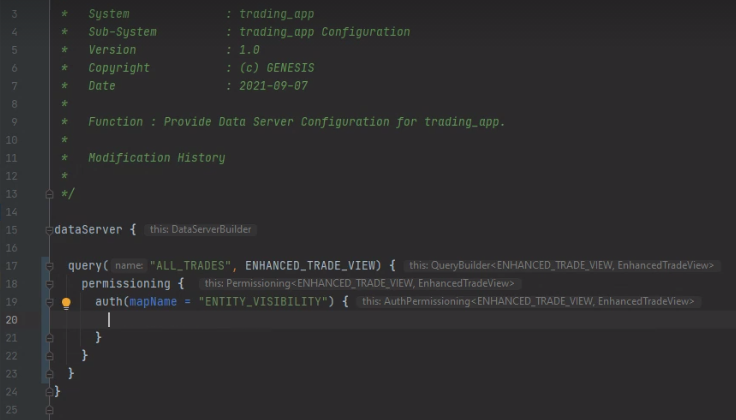 3 * System : trading_app
4 * Sub-System : trading_app Configuration
5 * Version : 1.0
6 * Copyright : (c) GENESIS
7 * Date : 2021-09-07
8 *
9 * Function : Provide Data Server Configuration for trading_app.
10 *
11 * Modification History
12 *
13 */
14
15 dataServer { this: DataServerBuilder
16
17 query( name: "ALL_TRADES", ENHANCED_TRADE_VIEW) { this: QueryBuilder<ENHANCED_TRADE_VIEW, EnhancedTradeView>
18 permissioning { this: Permissioning<ENHANCED_TRADE_VIEW, EnhancedTradeView>
19 auth(mapName = "ENTITY_VISIBILITY") { this: AuthPermissioning<ENHANCED_TRADE_VIEW, EnhancedTradeView>
20
21 }
22 }
23 }
24 }
25